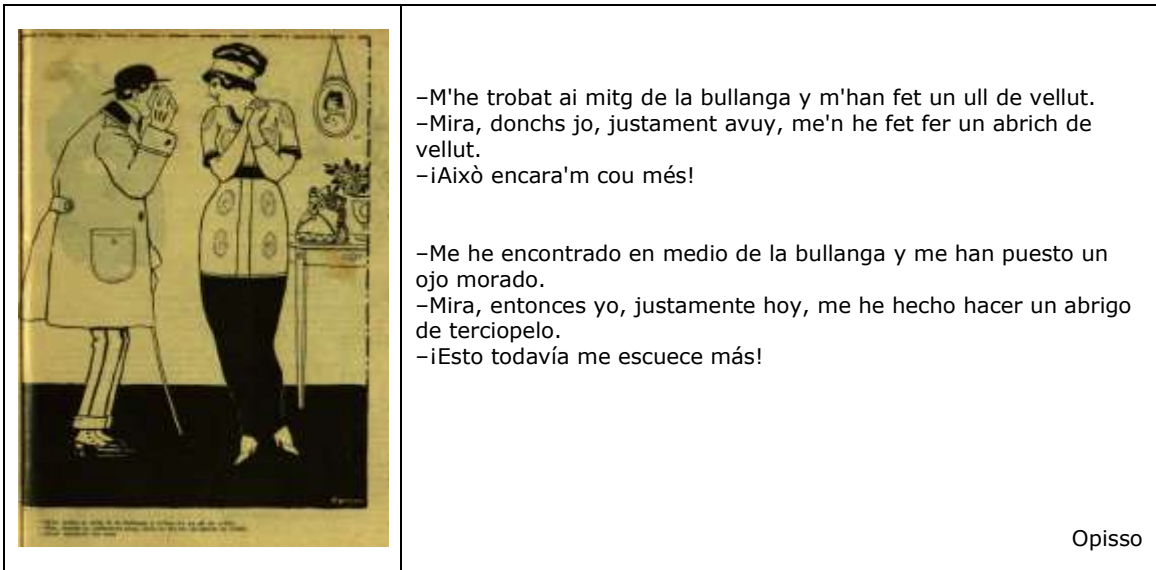 –M'he trobat ai mitg de la bullanga y m'han fet un ull de vellut.
–Mira, donchs jo, justament avuy, me'n he fet fer un abrich de
vellut.
–¡Això encara'm cou més!
–Me he encontrado en medio de la bullanga y me han puesto un
ojo morado.
–Mira, entonces yo, justamente hoy, me he hecho hacer un abrigo
de terciopelo.
–¡Esto todavía me escuece más!
Opisso